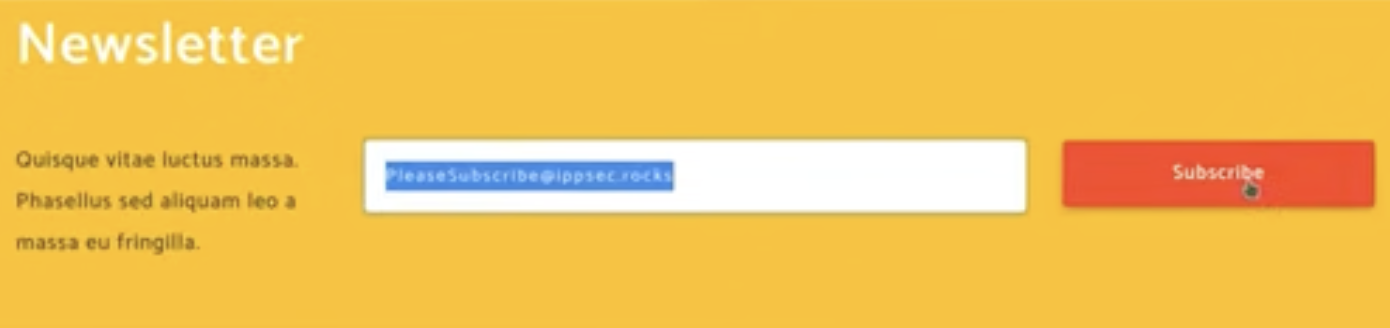 Newsletter
Quisque vitae luctus massa.
Phasellus sed aliquam leo a
massa eu fringilla.
PleaseSubscribe@ippsec.rocks
Subscribe